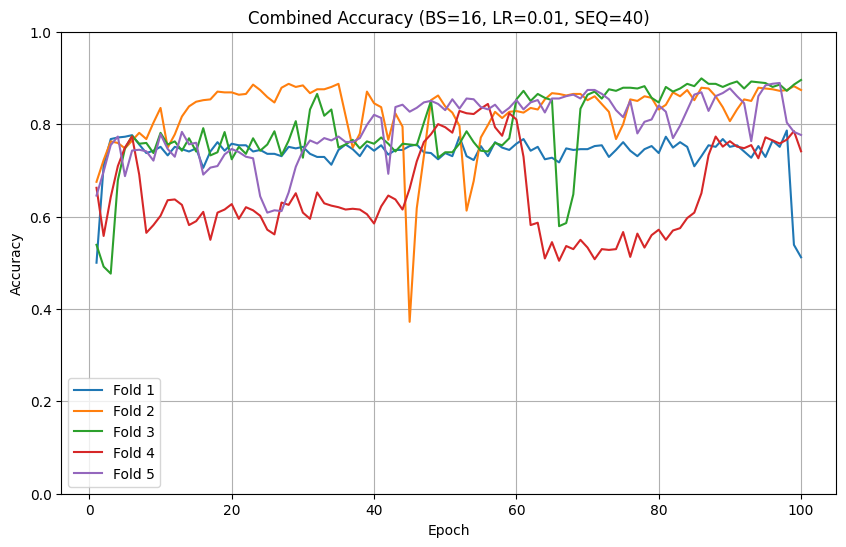 Combined Accuracy (BS=16, LR=0.01, SEQ=40)
1.0
0.8
0.6
0.4
0.2
0.0
Accuracy
Fold 1
Fold 2
Fold 3
Fold 4
Fold 5
0 20 40 60 80 100
Epoch